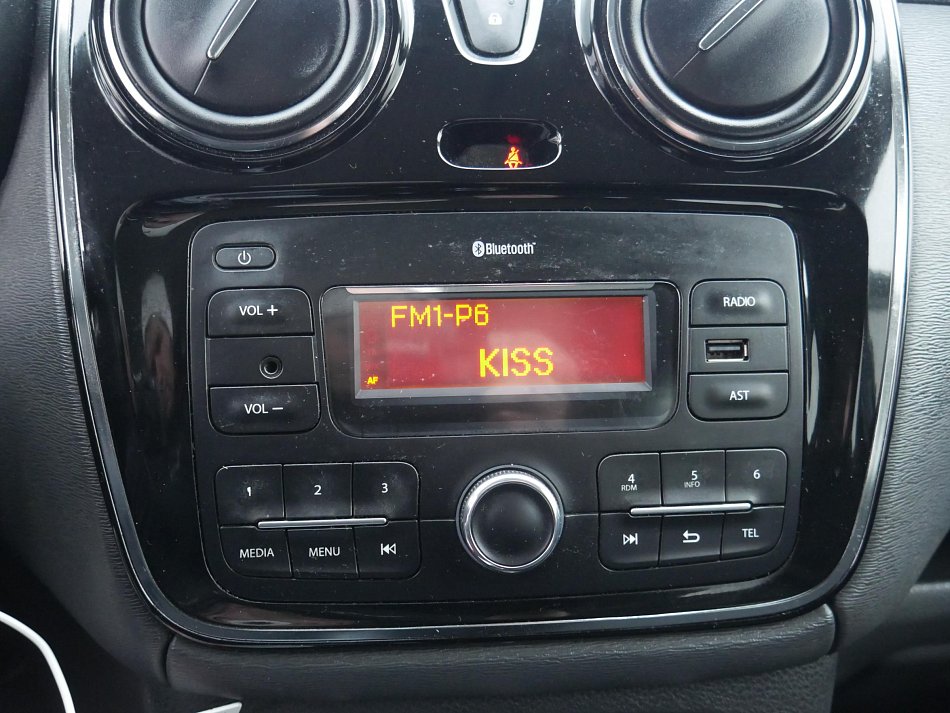 Bluetooth™
VOL +
VOL −
FM1-P6
KISS
AF
RADIO
AST
1
2
3
MEDIA
MENU
4
RDM
5
INFO
6
TEL